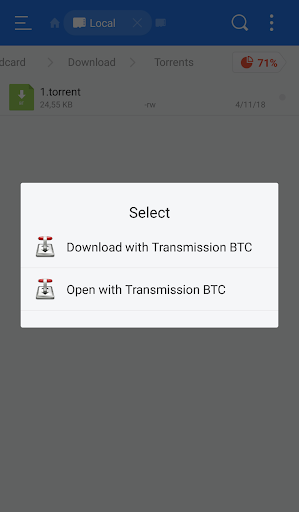 Local
dcard
Download
Torrents
71%
1.torrent
24,55 KB
-rw
4/11/18
Select
Download with Transmission BTC
Open with Transmission BTC